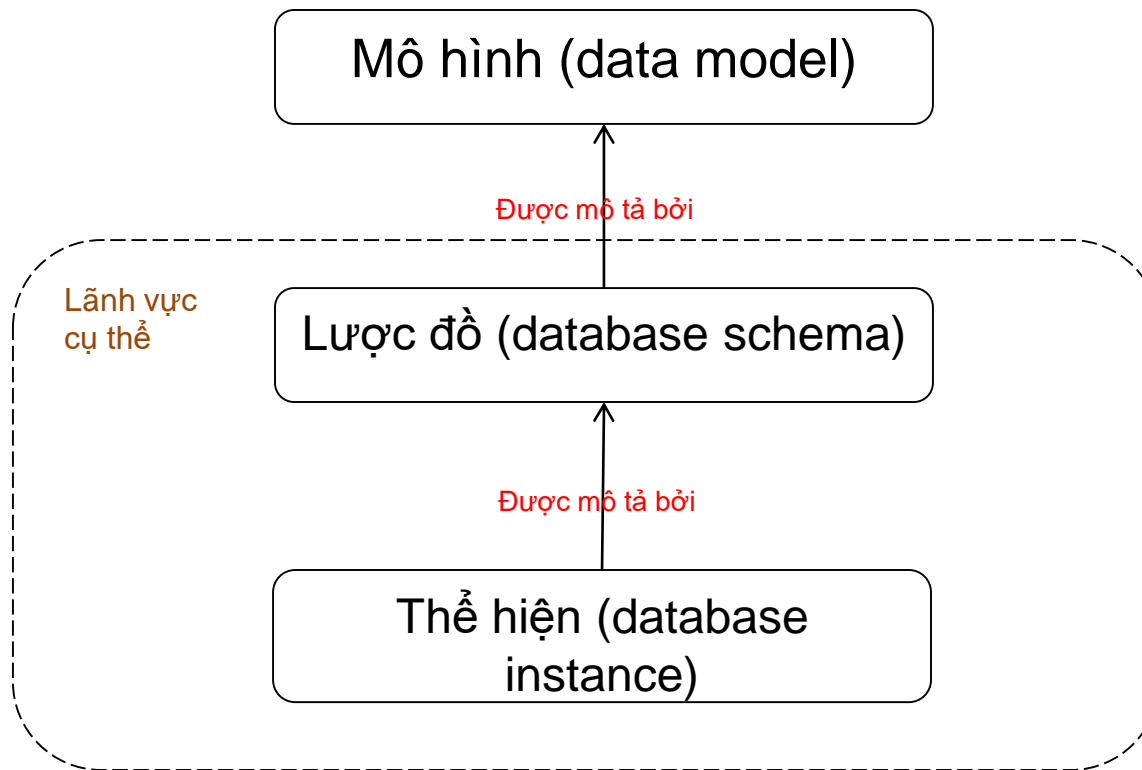 Mô hình (data model)
Được mô tả bởi
Lãnh vực
cụ thể
Lược đồ (database schema)
Được mô tả bởi
Thể hiện (database
instance)